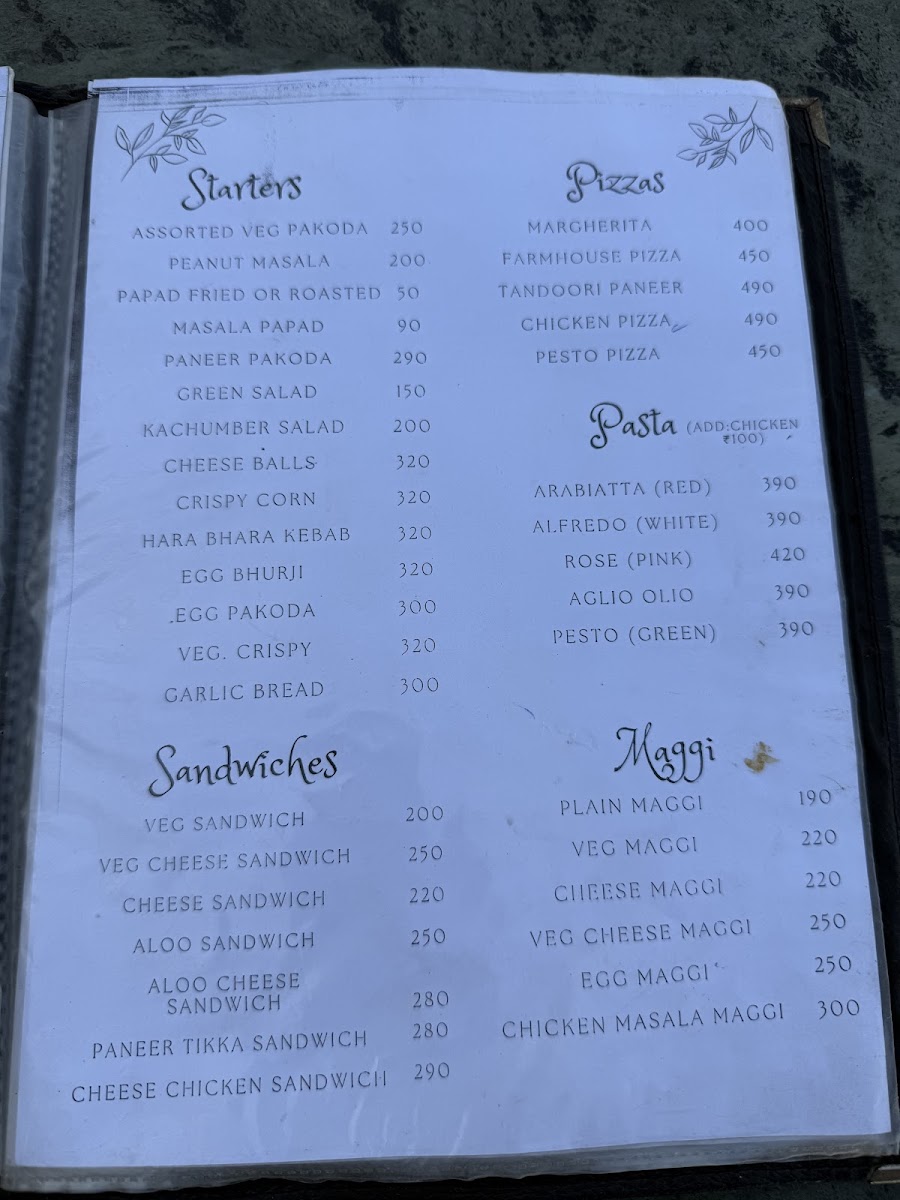 Starters
ASSORTED VEG PAKODA 250
PEANUT MASALA 200
PAPAD FRIED OR ROASTED 50
MASALA PAPAD 90
PANEER PAKODA 290
GREEN SALAD 150
KACHUMBER SALAD 200
CHEESE BALLS 320
CRISPY CORN 320
HARA BHARA KEBAB 320
EGG BHURJI 320
EGG PAKODA 300
VEG. CRISPY 320
GARLIC BREAD 300
Sandwiches
VEG SANDWICH 200
VEG CHEESE SANDWICH 250
CHEESE SANDWICH 220
ALOO SANDWICH 250
ALOO CHEESE
SANDWICH 280
PANEER TIKKA SANDWICH 280
CHEESE CHICKEN SANDWICH 290
Pizzas
MARGHERITA 400
FARMHOUSE PIZZA 450
TANDOORI PANEER 490
CHICKEN PIZZA 490
PESTO PIZZA 450
Pasta (ADD:CHICKEN
₹100)
ARABIATTA (RED) 390
ALFREDO (WHITE) 390
ROSE (PINK) 420
AGLIO OLIO 390
PESTO (GREEN) 390
Maggi
PLAIN MAGGI 190
VEG MAGGI 220
CHEESE MAGGI 220
VEG CHEESE MAGGI 250
EGG MAGGI 250
CHICKEN MASALA MAGGI 300